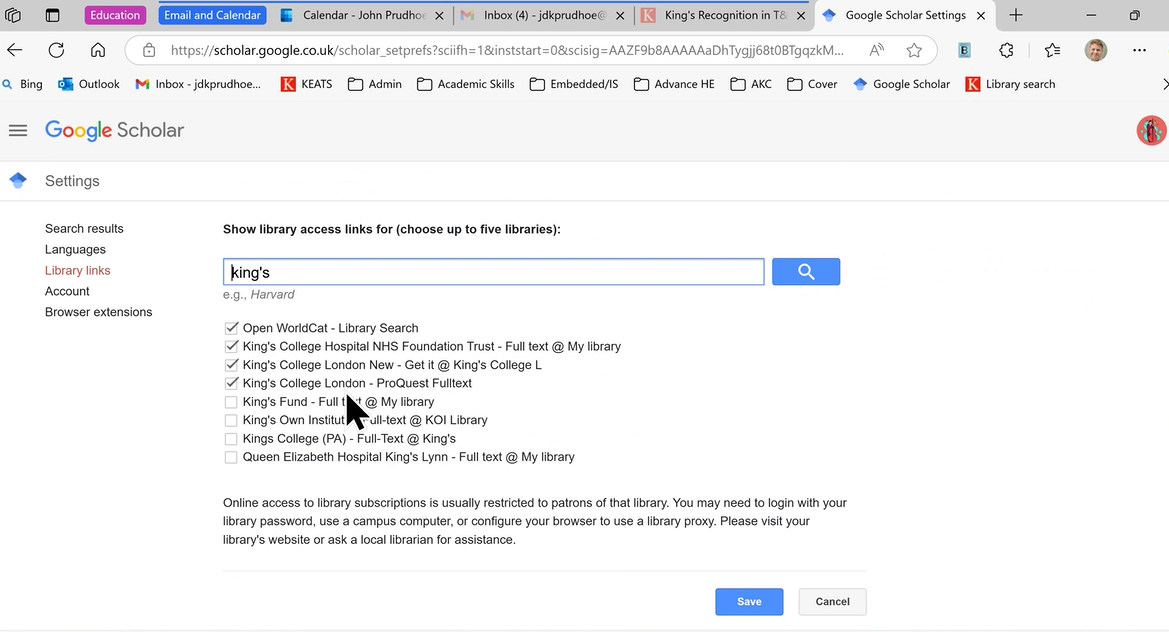 Education
Email and Calendar
Calendar - John Prudhoe
Inbox (4) - jdkprudhoe@
King's Recognition in T&
Google Scholar Settings
https://scholar.google.co.uk/scholar_setprefs?sciifh=1&inststart=0&scisig=AAZF9b8AAAAAaDhTygjj68t0BTgqzkM...
B
Bing
Outlook
Inbox - jdkprudhoe...
K KEATS
Admin
Academic Skills
Embedded/IS
Advance HE
AKC
Cover
Google Scholar
K Library search
Google Scholar
Settings
Search results
Languages
Library links
Account
Browser extensions
Show library access links for (choose up to five libraries):
king's
e.g., Harvard
Open WorldCat - Library Search
King's College Hospital NHS Foundation Trust - Full text @ My library
King's College London New - Get it @ King's College L
King's College London - ProQuest Fulltext
King's Fund - Full text @ My library
King's Own Institut ull-text @ KOI Library
Kings College (PA) - Full-Text @ King's
Queen Elizabeth Hospital King's Lynn - Full text @ My library
Online access to library subscriptions is usually restricted to patrons of that library. You may need to login with your
library password, use a campus computer, or configure your browser to use a library proxy. Please visit your
library's website or ask a local librarian for assistance.
Save
Cancel